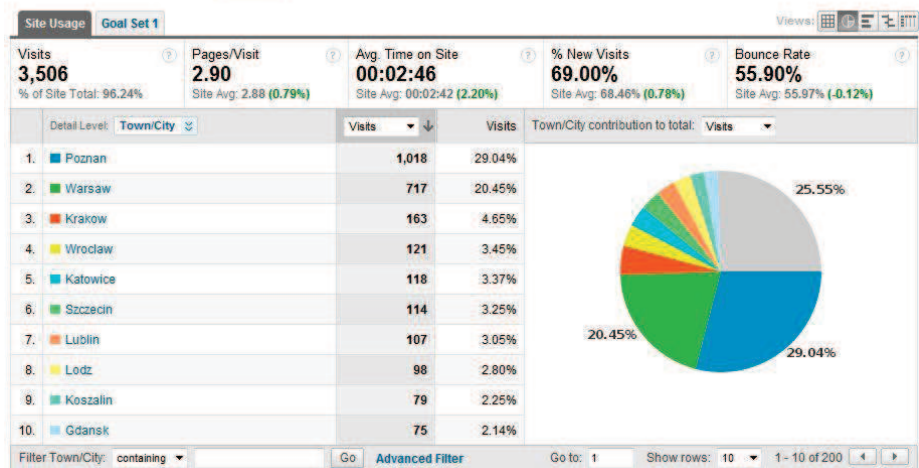 Site Usage Goal Set 1 Views:
Visits Pages/Visit Avg. Time on Site % New Visits Bounce Rate
3,506 2.90 00:02:46 69.00% 55.90%
% of Site Total: 96.24% Site Avg: 2.88 (0.79%) Site Avg: 00:02:42 (2.20%) Site Avg: 68.46% (0.78%) Site Avg: 55.97% (-0.12%)
Detail Level: Town/City Visits Visits Town/City contribution to total: Visits
1. Poznan 1,018 29.04%
2. Warsaw 717 20.45%
3. Krakow 163 4.65%
4. Wroclaw 121 3.45%
5. Katowice 118 3.37%
6. Szczecin 114 3.25%
7. Lublin 107 3.05%
8. Lodz 98 2.80%
9. Koszalin 79 2.25%
10. Gdansk 75 2.14%
25.55%
20.45%
29.04%
Filter Town/City: containing Go Advanced Filter Go to: 1 Show rows: 10 1 - 10 of 200